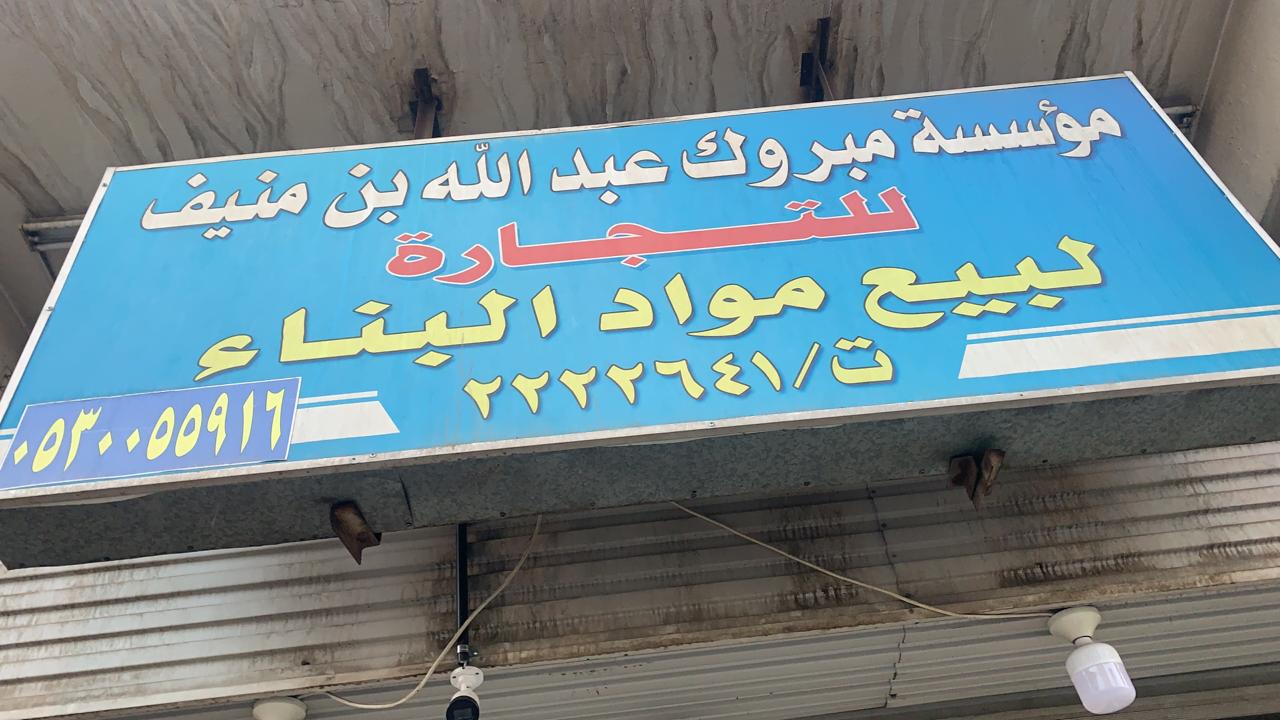 مؤسسة مبروك عبد الله بن منيف
للتجارة
لبيع مواد البناء
ت/٢٢٢٢٦٤١
٠٥٣٠٠٥٥٩١٦